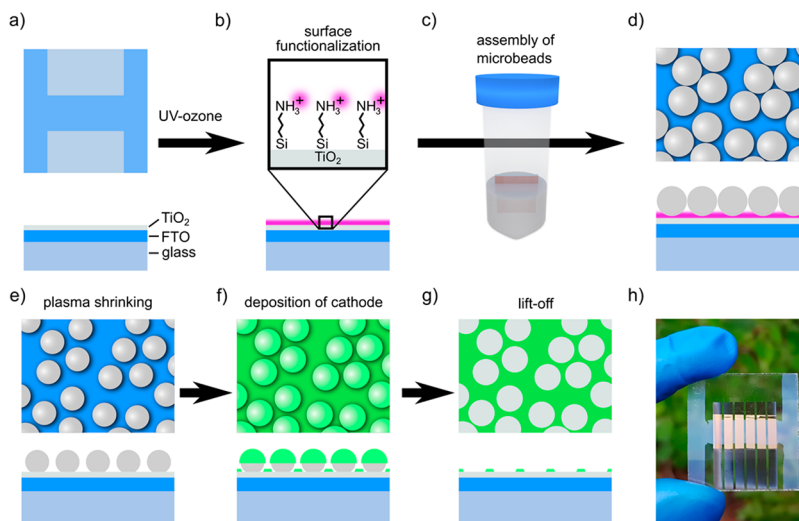 a)
b)
surface
functionalization
c)
assembly of
microbeads
d)
UV-ozone
NH3+ NH3+ NH3+
Si Si Si
TiO2
TiO2
FTO
glass
e)
plasma shrinking
f)
deposition of cathode
g)
lift-off
h)